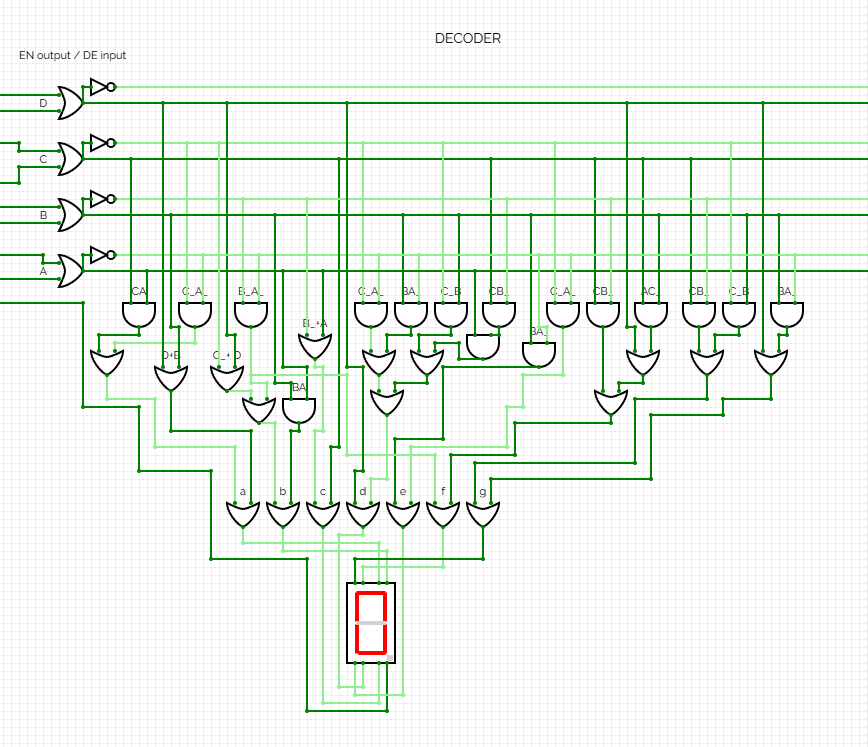 DECODER
EN output / DE input
D
C
B
A
CA
C_A_
B_A_
C_A_
BA_
C_B
CB_
C_A_
CB_
AC_
CB_
C_B
BA_
B_+A
BA_
D+B
C_+ D
BA
a
b
c
d
e
f
g